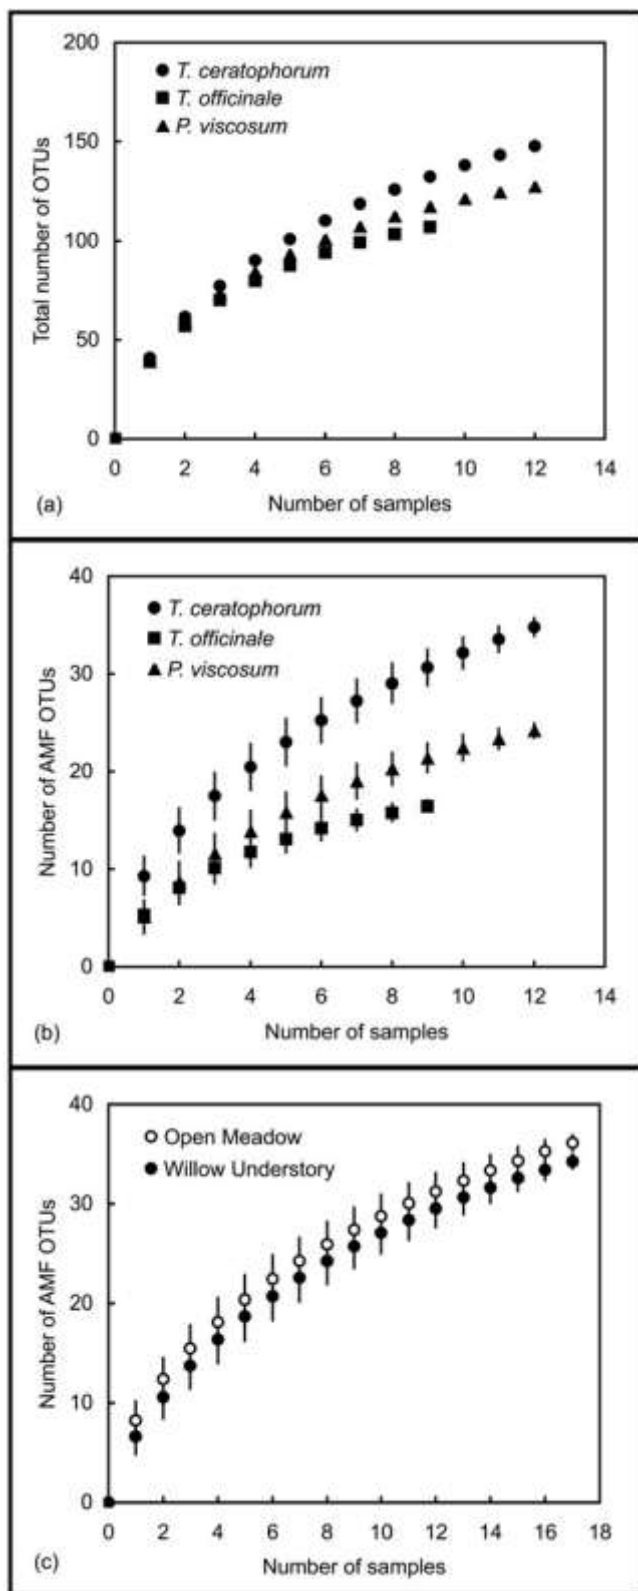 200
150
100
50
0
Total number of OTUs
T. ceratophorum
T. officinale
P. viscosum
0 2 4 6 8 10 12 14
Number of samples
(a)
40
30
20
10
0
Number of AMF OTUs
T. ceratophorum
T. officinale
P. viscosum
0 2 4 6 8 10 12 14
Number of samples
(b)
40
30
20
10
0
Number of AMF OTUs
Open Meadow
Willow Understory
0 2 4 6 8 10 12 14 16 18
Number of samples
(c)